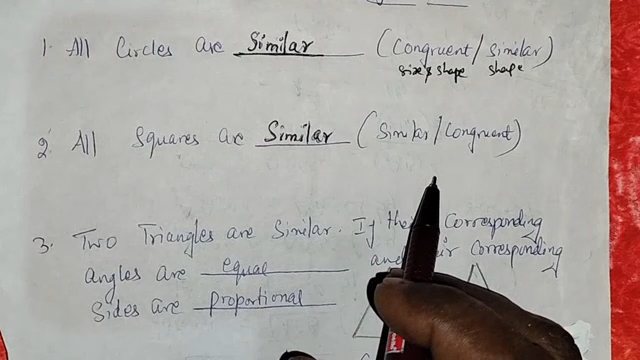 1. All Circles are Similar (Congruent/Similar)
size & shape shape
2. All Squares are Similar (Similar/Congruent)
3. Two Triangles are Similar. If their Corresponding
angles are equal and their corresponding
Sides are proportional